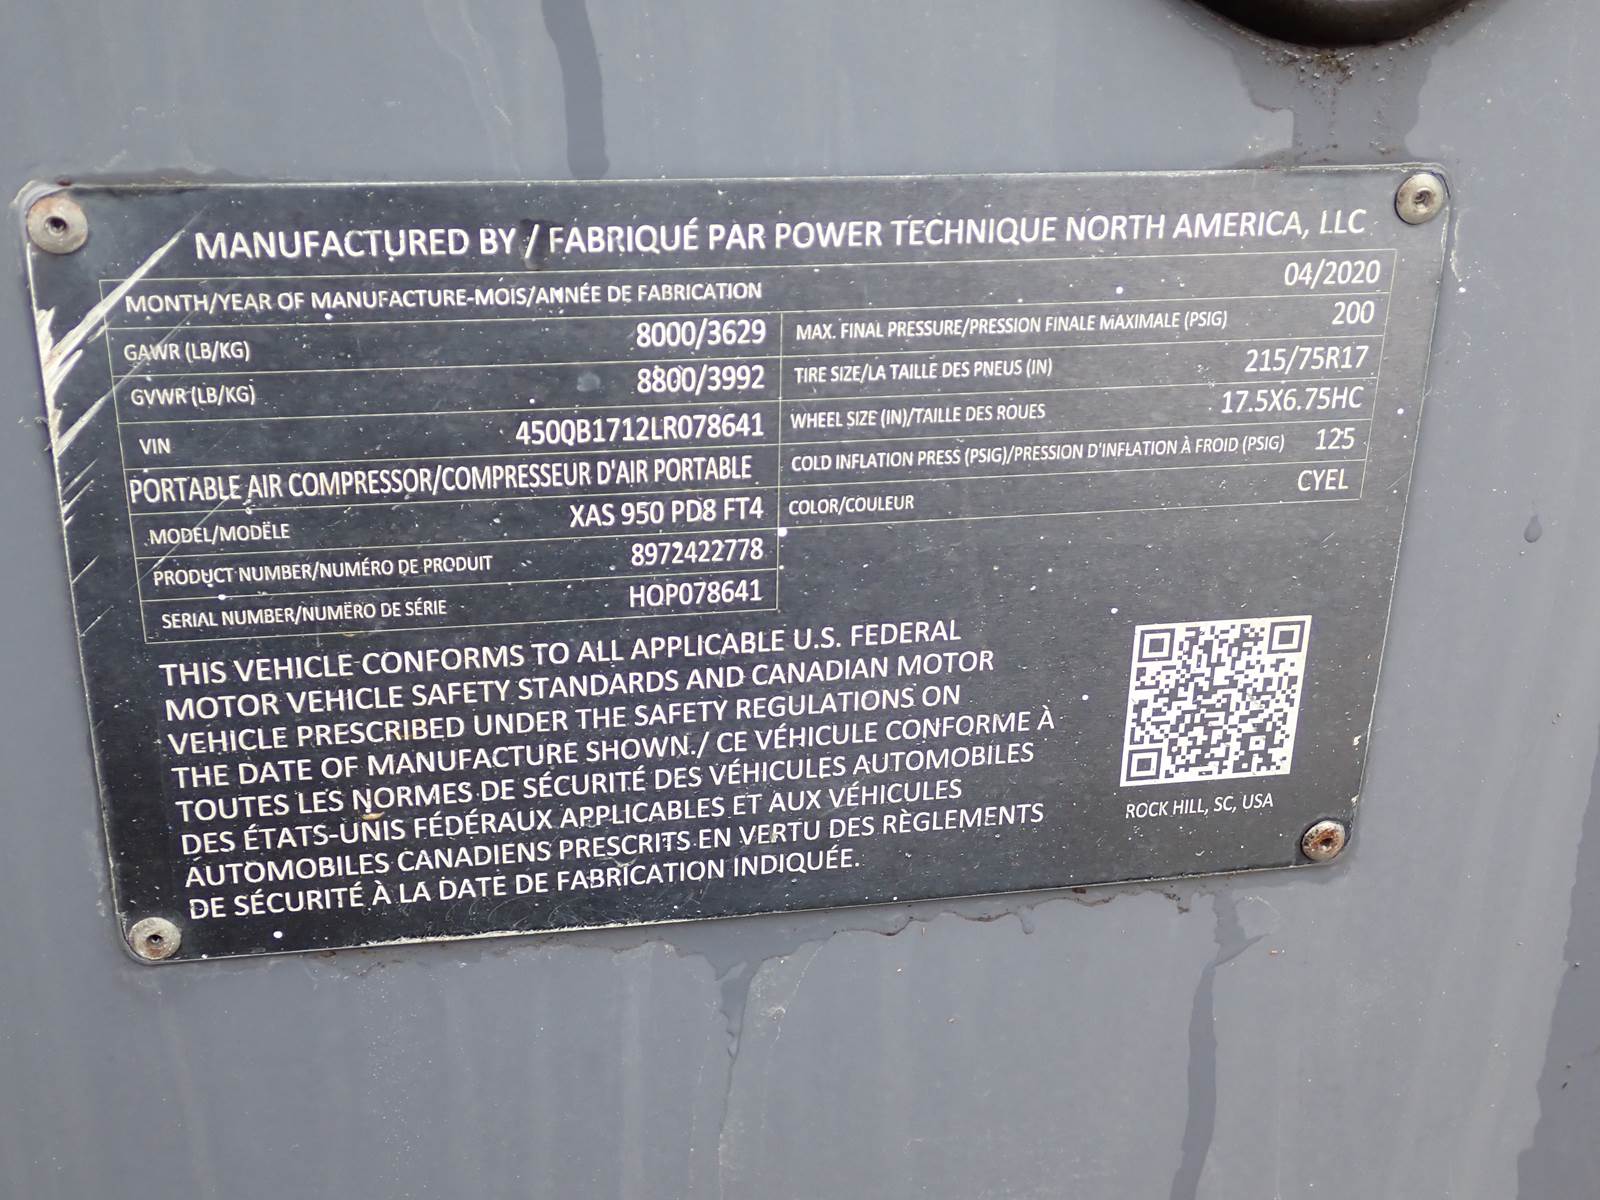 MANUFACTURED BY / FABRIQUÉ PAR POWER TECHNIQUE NORTH AMERICA, LLC
MONTH/YEAR OF MANUFACTURE-MOIS/ANNÉE DE FABRICATION 04/2020
GAWR (LB/KG) 8000/3629
GVWR (LB/KG) 8800/3992
VIN 450QB1712LR078641
PORTABLE AIR COMPRESSOR/COMPRESSEUR D'AIR PORTABLE
MODEL/MODËLE XAS 950 PD8 FT4
PRODUCT NUMBER/NUMÉRO DE PRODUIT 8972422778
SERIAL NUMBER/NUMËRO DE SÉRIE HOP078641
MAX. FINAL PRESSURE/PRESSION FINALE MAXIMALE (PSIG) 200
TIRE SIZE/LA TAILLE DES PNEUS (IN) 215/75R17
WHEEL SIZE (IN)/TAILLE DES ROUES 17.5X6.75HC
COLD INFLATION PRESS (PSIG)/PRESSION D'INFLATION À FROID (PSIG) 125
COLOR/COULEUR CYEL
THIS VEHICLE CONFORMS TO ALL APPLICABLE U.S. FEDERAL
MOTOR VEHICLE SAFETY STANDARDS AND CANADIAN MOTOR
VEHICLE PRESCRIBED UNDER THE SAFETY REGULATIONS ON
THE DATE OF MANUFACTURE SHOWN./ CE VÉHICULE CONFORME À
TOUTES LES NORMES DE SÉCURITÉ DES VÉHICULES AUTOMOBILES
DES ÉTATS-UNIS FÉDÉRAUX APPLICABLES ET AUX VÉHICULES
AUTOMOBILES CANADIENS PRESCRITS EN VERTU DES RÈGLEMENTS
DE SÉCURITÉ À LA DATE DE FABRICATION INDIQUÉE.
ROCK HILL, SC, USA